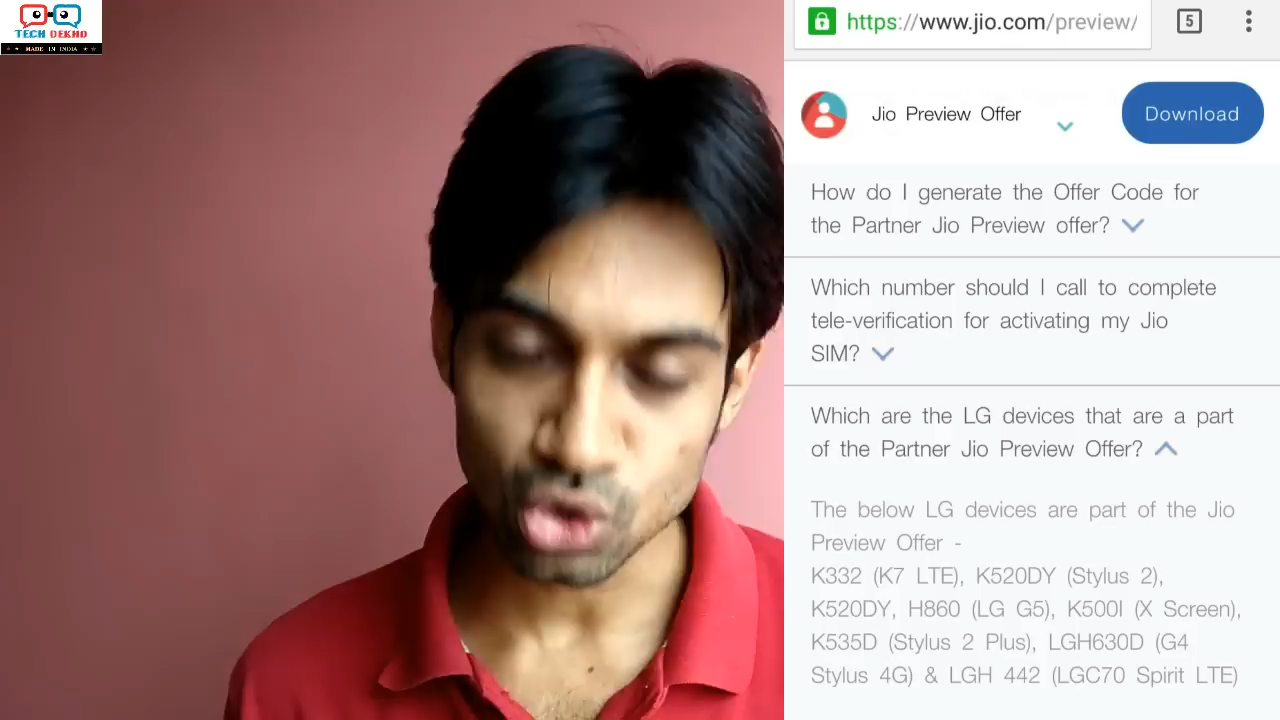 TECH DEKHO
MADE IN INDIA
https://www.jio.com/preview/
5
Jio Preview Offer
Download
How do I generate the Offer Code for
the Partner Jio Preview offer?
Which number should I call to complete
tele-verification for activating my Jio
SIM?
Which are the LG devices that are a part
of the Partner Jio Preview Offer?
The below LG devices are part of the Jio
Preview Offer -
K332 (K7 LTE), K520DY (Stylus 2),
K520DY, H860 (LG G5), K500I (X Screen),
K535D (Stylus 2 Plus), LGH630D (G4
Stylus 4G) & LGH 442 (LGC70 Spirit LTE)